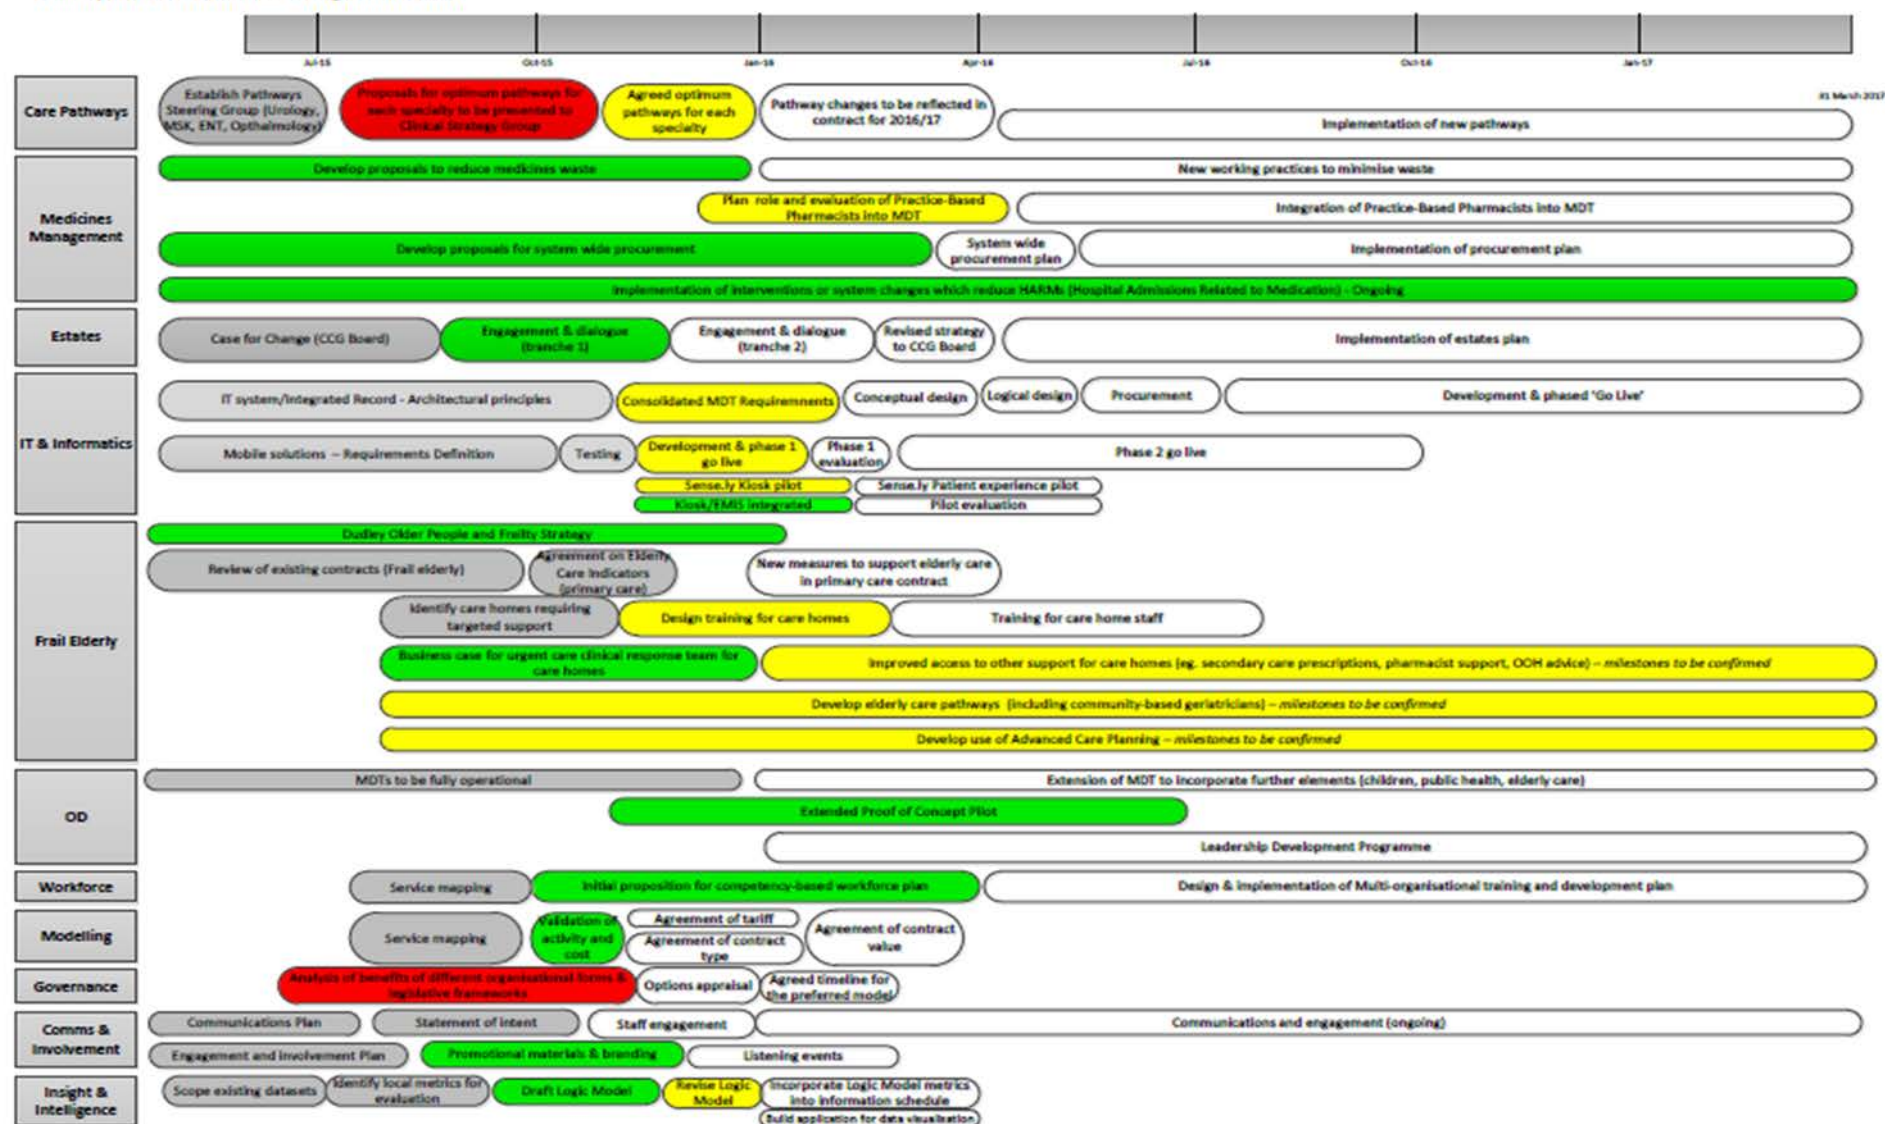 Jul-15
Oct-15
Jan-16
Apr-16
Jul-16
Oct-16
Jan-17
31 March 2017
Care Pathways
Establish Pathways
Steering Group (Urology,
MSK, ENT, Opthalmology)
Proposals for optimum pathways for
each specialty to be presented to
Clinical Strategy Group
Agreed optimum
pathways for each
specialty
Pathway changes to be reflected in
contract for 2016/17
Implementation of new pathways
Medicines
Management
Develop proposals to reduce medicines waste
New working practices to minimise waste
Plan role and evaluation of Practice-Based
Pharmacists into MDT
Integration of Practice-Based Pharmacists into MDT
Develop proposals for system wide procurement
System wide
procurement plan
Implementation of procurement plan
Implementation of interventions or system changes which reduce HARMs (Hospital Admissions Related to Medication) - Ongoing
Estates
Case for Change (CCG Board)
Engagement & dialogue
(tranche 1)
Engagement & dialogue
(tranche 2)
Revised strategy
to CCG Board
Implementation of estates plan
IT & Informatics
IT system/Integrated Record - Architectural principles
Consolidated MDT Requiremnents
Conceptual design
Logical design
Procurement
Development & phased 'Go Live'
Mobile solutions – Requirements Definition
Testing
Development & phase 1
go live
Phase 1
evaluation
Phase 2 go live
Sense.ly Kiosk pilot
Sense.ly Patient experience pilot
Kiosk/EMIS integrated
Pilot evaluation
Frail Elderly
Dudley Older People and Frailty Strategy
Review of existing contracts (Frail elderly)
Agreement on Elderly
Care Indicators
(primary care)
New measures to support elderly care
in primary care contract
Identify care homes requiring
targeted support
Design training for care homes
Training for care home staff
Business case for urgent care clinical response team for
care homes
Improved access to other support for care homes (eg. secondary care prescriptions, pharmacist support, OOH advice) – milestones to be confirmed
Develop elderly care pathways (including community-based geriatricians) – milestones to be confirmed
Develop use of Advanced Care Planning – milestones to be confirmed
OD
MDTs to be fully operational
Extension of MDT to incorporate further elements (children, public health, elderly care)
Extended Proof of Concept Pilot
Leadership Development Programme
Workforce
Service mapping
Initial proposition for competency-based workforce plan
Design & implementation of Multi-organisational training and development plan
Modelling
Service mapping
Validation of
activity and
cost
Agreement of tariff
Agreement of contract
type
Agreement of contract
value
Governance
Analysis of benefits of different organisational forms &
legislative frameworks
Options appraisal
Agreed timeline for
the preferred model
Comms &
Involvement
Communications Plan
Statement of intent
Staff engagement
Communications and engagement (ongoing)
Engagement and involvement Plan
Promotional materials & branding
Listening events
Insight &
Intelligence
Scope existing datasets
Identify local metrics for
evaluation
Draft Logic Model
Revise Logic
Model
Incorporate Logic Model metrics
into information schedule
Build application for data visualisation